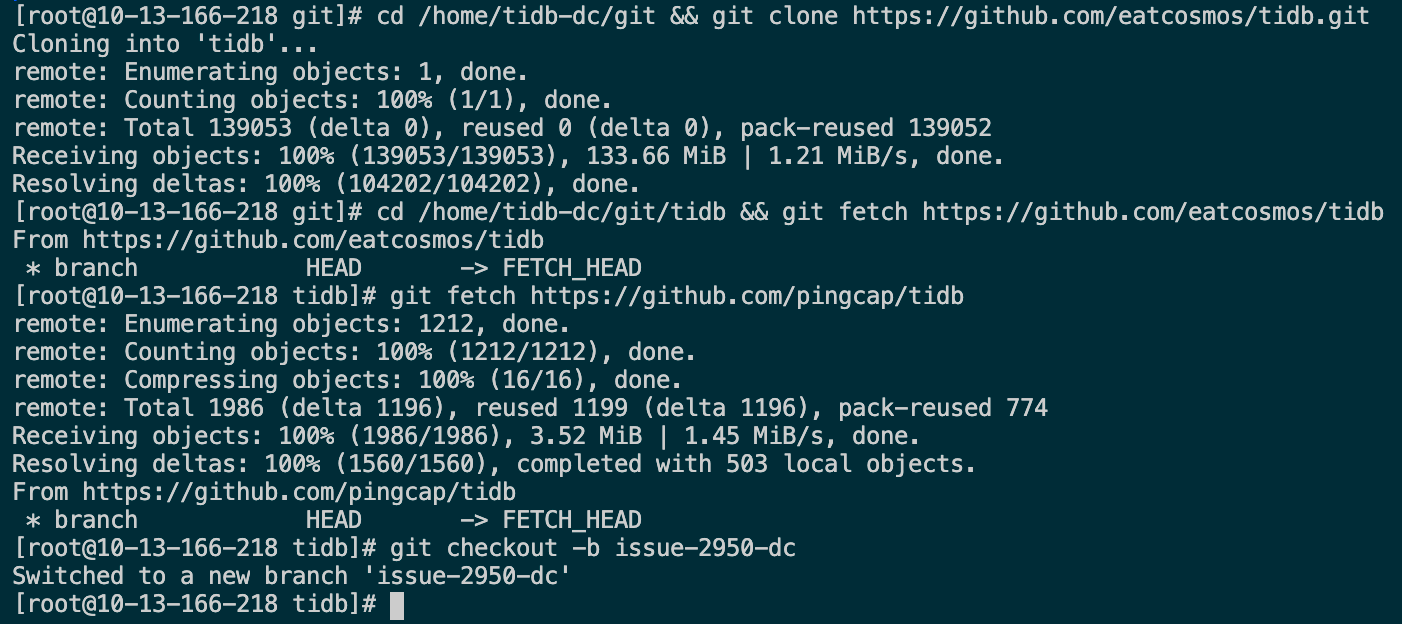 [root@10-13-166-218 git]# cd /home/tidb-dc/git && git clone https://github.com/eatcosmos/tidb.git
Cloning into 'tidb'...
remote: Enumerating objects: 1, done.
remote: Counting objects: 100% (1/1), done.
remote: Total 139053 (delta 0), reused 0 (delta 0), pack-reused 139052
Receiving objects: 100% (139053/139053), 133.66 MiB | 1.21 MiB/s, done.
Resolving deltas: 100% (104202/104202), done.
[root@10-13-166-218 git]# cd /home/tidb-dc/git/tidb && git fetch https://github.com/eatcosmos/tidb
From https://github.com/eatcosmos/tidb
 * branch            HEAD       -> FETCH_HEAD
[root@10-13-166-218 tidb]# git fetch https://github.com/pingcap/tidb
remote: Enumerating objects: 1212, done.
remote: Counting objects: 100% (1212/1212), done.
remote: Compressing objects: 100% (16/16), done.
remote: Total 1986 (delta 1196), reused 1199 (delta 1196), pack-reused 774
Receiving objects: 100% (1986/1986), 3.52 MiB | 1.45 MiB/s, done.
Resolving deltas: 100% (1560/1560), completed with 503 local objects.
From https://github.com/pingcap/tidb
 * branch            HEAD       -> FETCH_HEAD
[root@10-13-166-218 tidb]# git checkout -b issue-2950-dc
Switched to a new branch 'issue-2950-dc'
[root@10-13-166-218 tidb]#